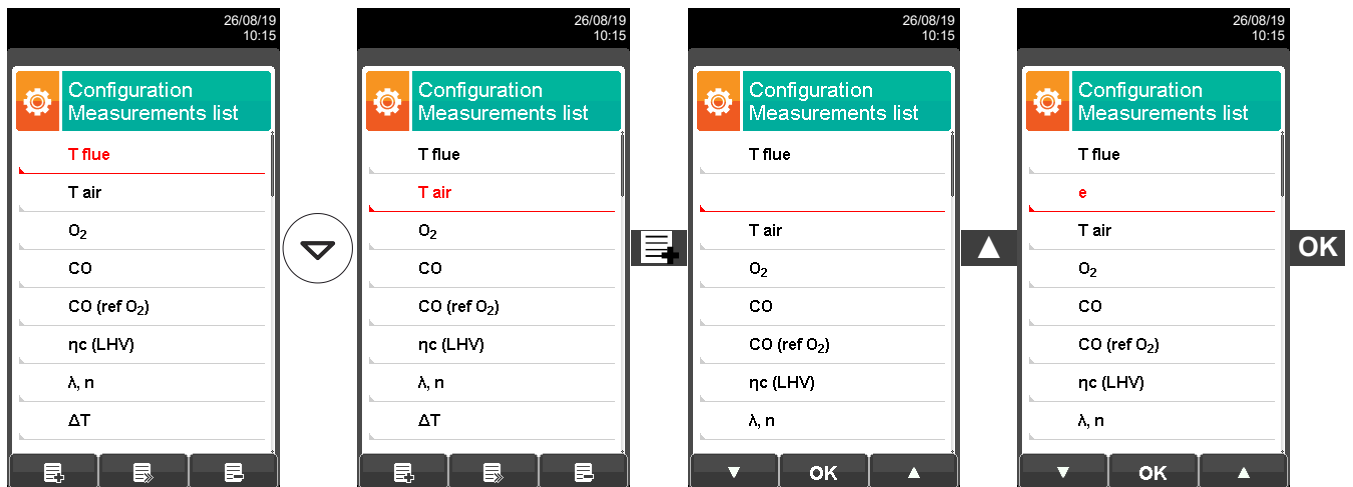 26/08/19
10:15
Configuration
Measurements list
T flue
T air
O₂
CO
CO (ref O₂)
ηc (LHV)
λ, n
ΔT
26/08/19
10:15
Configuration
Measurements list
T flue
T air
O₂
CO
CO (ref O₂)
ηc (LHV)
λ, n
ΔT
26/08/19
10:15
Configuration
Measurements list
T flue
T air
O₂
CO
CO (ref O₂)
ηc (LHV)
λ, n
OK
26/08/19
10:15
Configuration
Measurements list
T flue
e
T air
O₂
CO
CO (ref O₂)
ηc (LHV)
λ, n
OK
OK